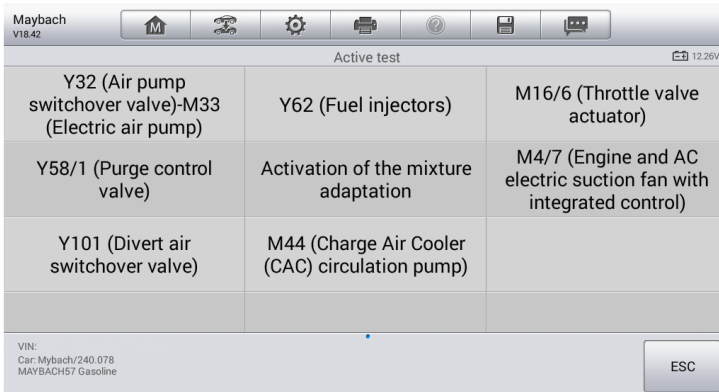 Maybach
V18.42
M
Active test
12.26V
Y32 (Air pump
switchover valve)-M33
(Electric air pump)
Y62 (Fuel injectors)
M16/6 (Throttle valve
actuator)
Y58/1 (Purge control
valve)
Activation of the mixture
adaptation
M4/7 (Engine and AC
electric suction fan with
integrated control)
Y101 (Divert air
switchover valve)
M44 (Charge Air Cooler
(CAC) circulation pump)
VIN:
Car: Mybach/240.078
MAYBACH57 Gasoline
ESC